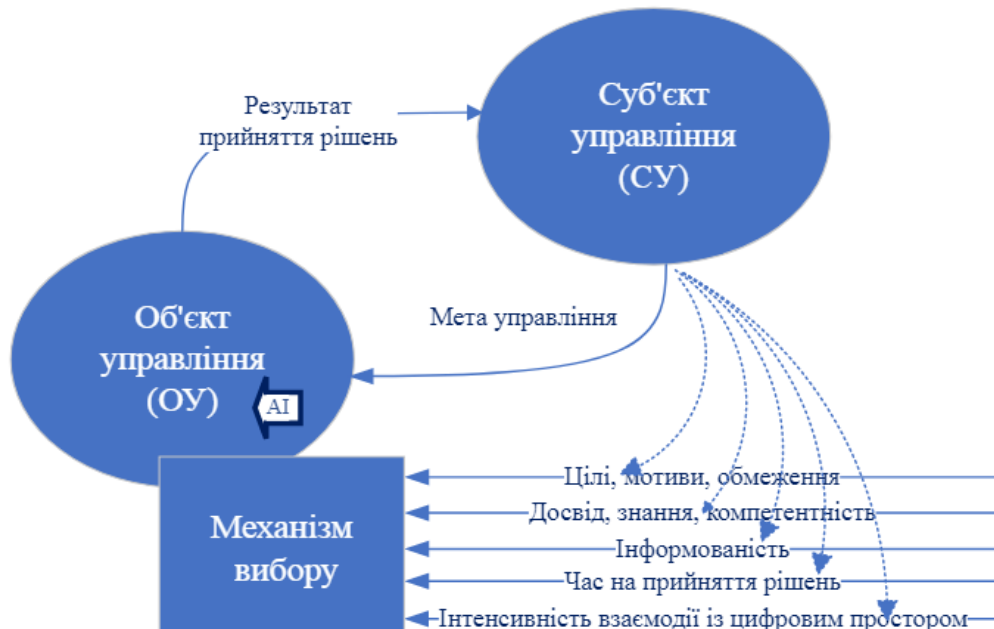 Суб'єкт
управління
(СУ)
Результат
прийняття рішень
Мета управління
Об'єкт
управління
(ОУ)
AI
Механізм
вибору
Цілі, мотиви, обмеження
Досвід, знання, компетентність
Інформованість
Час на прийняття рішень
Інтенсивність взаємодії із цифровим простором